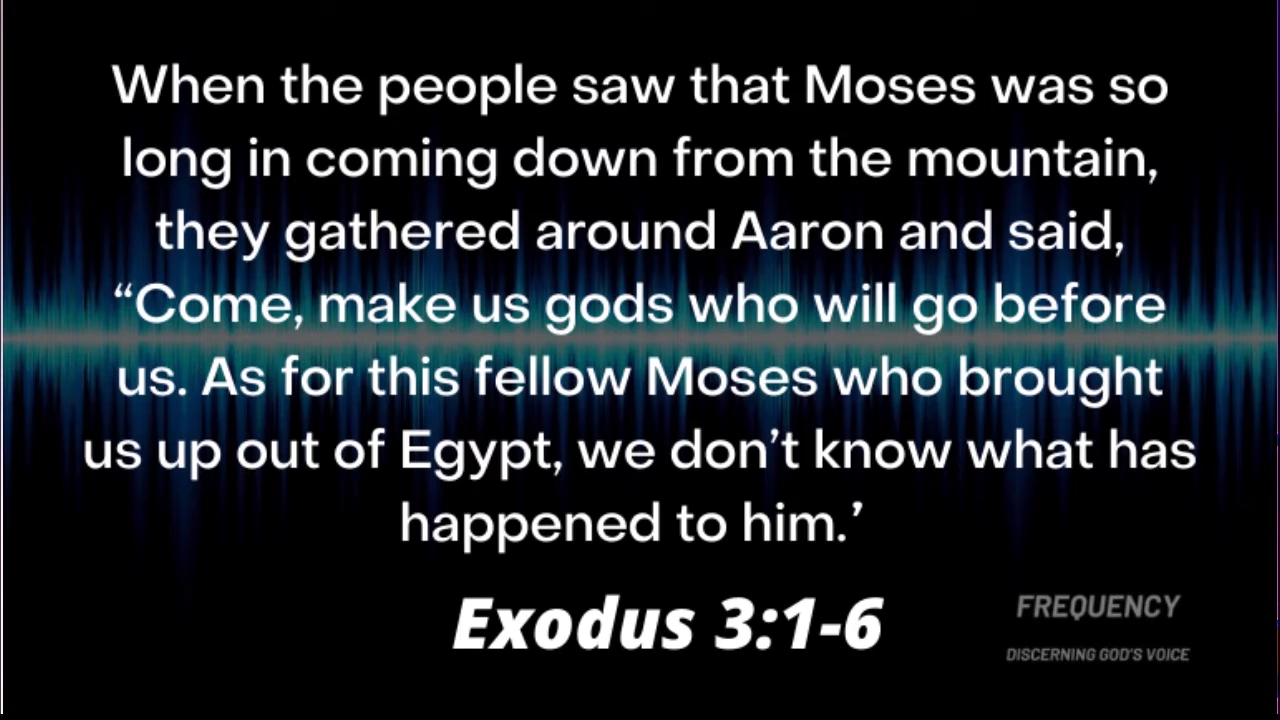 When the people saw that Moses was so
long in coming down from the mountain,
they gathered around Aaron and said,
“Come, make us gods who will go before
us. As for this fellow Moses who brought
us up out of Egypt, we don’t know what has
happened to him.’
Exodus 3:1-6
FREQUENCY
DISCERNING GOD'S VOICE